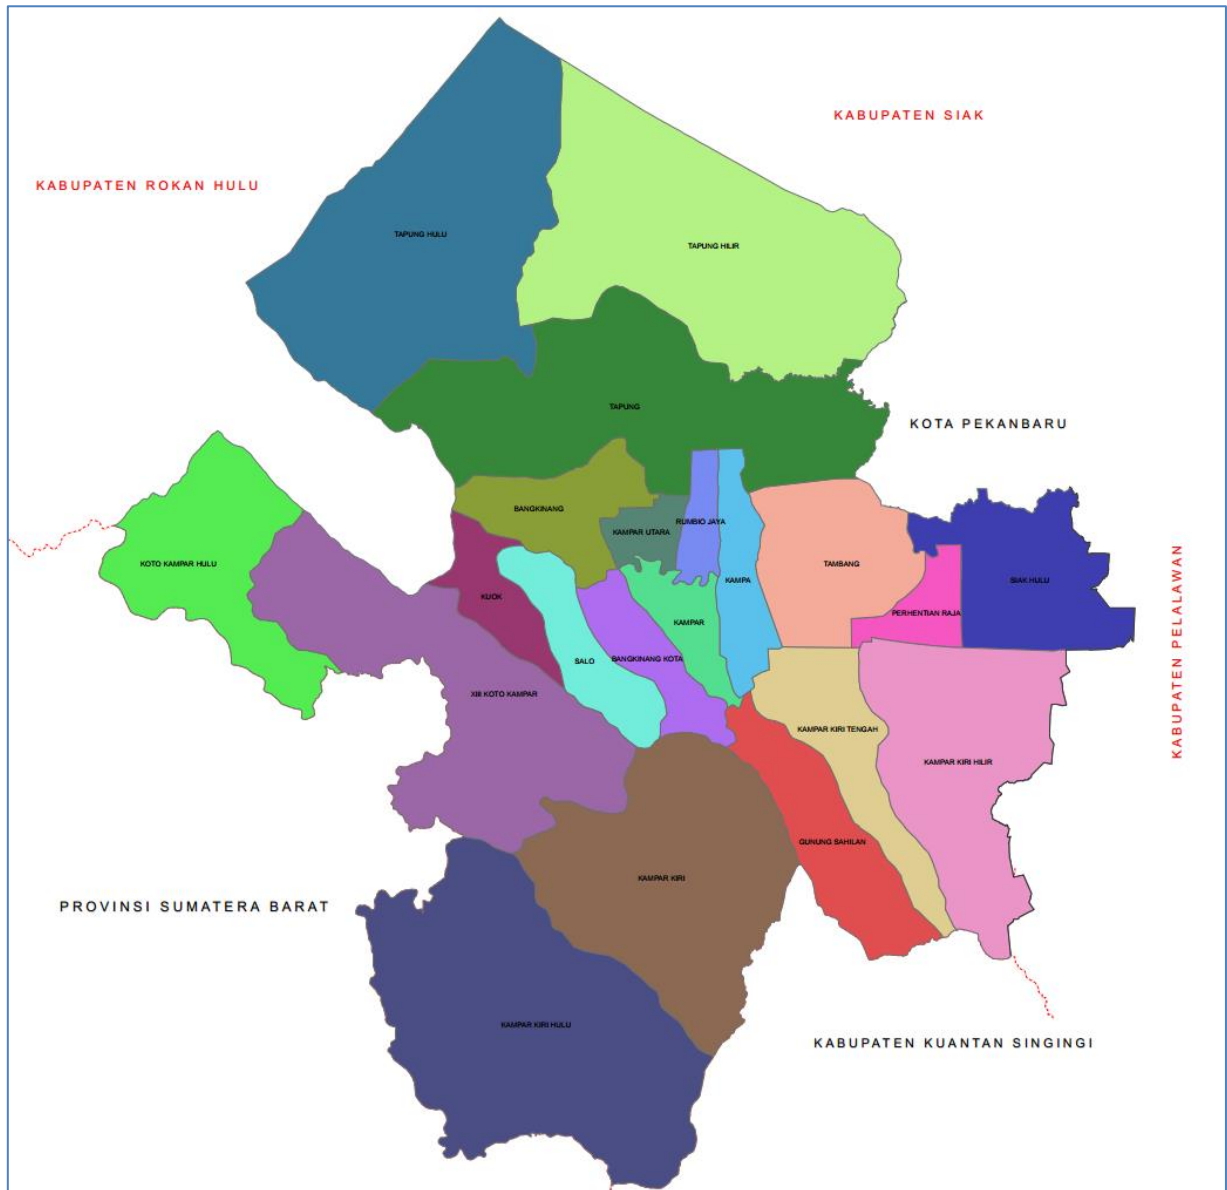 KABUPATEN SIAK
KABUPATEN ROKAN HULU
TAPUNG HULU
TAPUNG HILIR
TAPUNG
KOTA PEKANBARU
BANGKINANG
RUMBIO JAYA
KAMPAR UTARA
KOTO KAMPAR HULU
TAMBANG
KAMPA
SIAK HULU
KUOK
PERHENTIAN RAJA
KAMPAR
KABUPATEN PELALAWAN
SALO
BANGKINANG KOTA
XIII KOTO KAMPAR
KAMPAR KIRI TENGAH
KAMPAR KIRI HILIR
GUNUNG SAHILAN
KAMPAR KIRI
PROVINSI SUMATERA BARAT
KAMPAR KIRI HULU
KABUPATEN KUANTAN SINGINGI